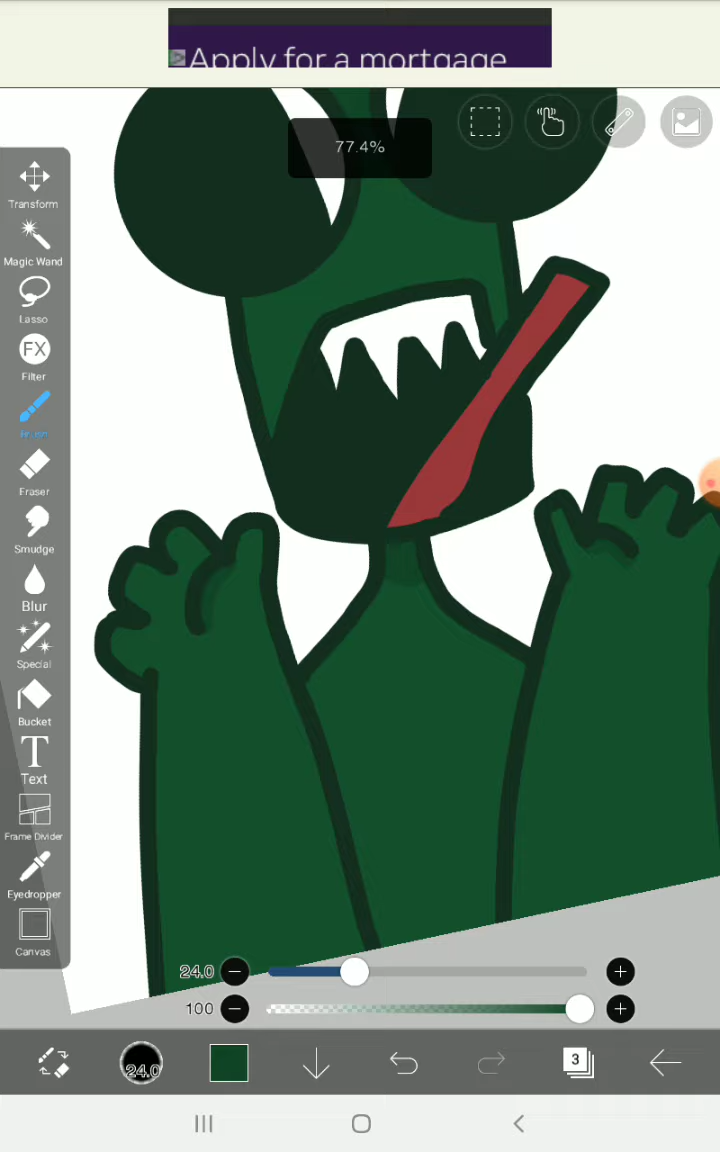 Apply for a mortgage
77.4%
Transform
Magic Wand
Lasso
FX
Filter
Brush
Eraser
Smudge
Blur
Special
Bucket
T
Text
Frame Divider
Eyedropper
Canvas
24.0
100
24.0
3